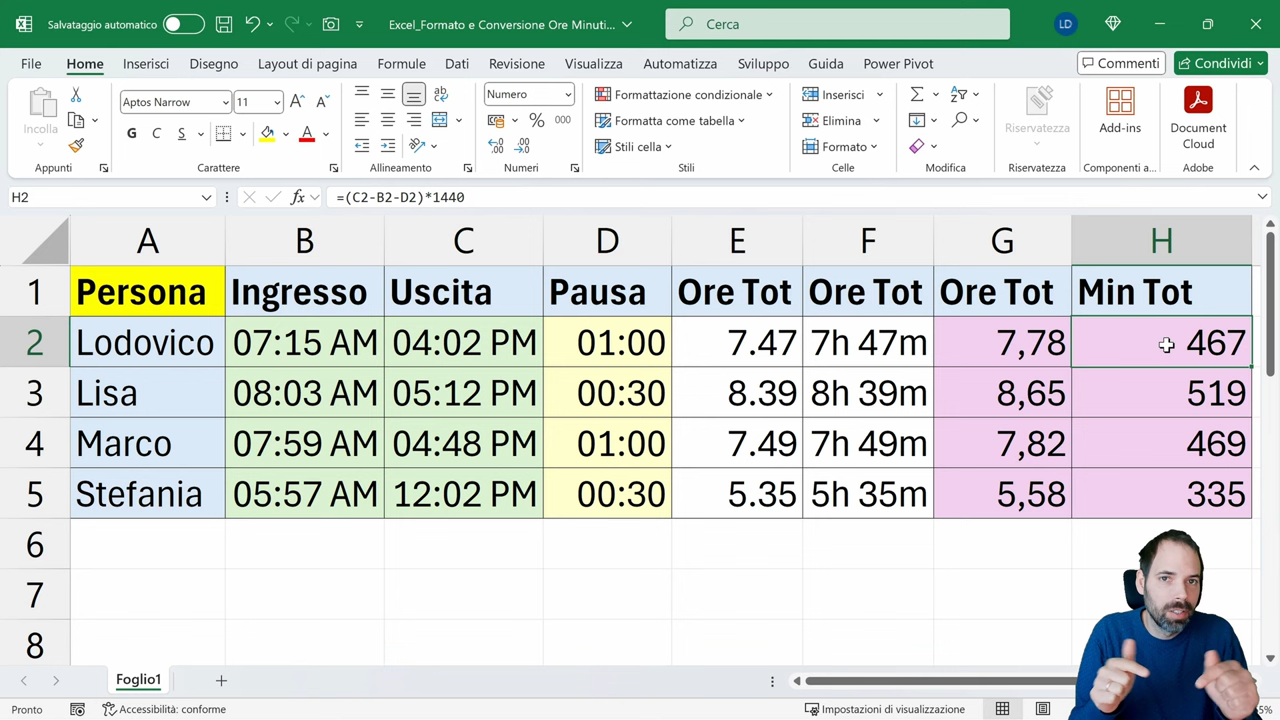 Salvataggio automatico
Excel_Formato e Conversione Ore Minuti...
Cerca
LD
File Home Inserisci Disegno Layout di pagina Formule Dati Revisione Visualizza Automatizza Sviluppo Guida Power Pivot Commenti Condividi
Incolla
Appunti
Aptos Narrow 11
G C S
Carattere
Allineamento
Numero
% 000
Numeri
Formattazione condizionale
Formatta come tabella
Stili cella
Stili
Inserisci
Elimina
Formato
Celle
Modifica
Riservatezza
Riservatezza
Add-ins
Componenti a...
Document
Cloud
Adobe
H2 fx =(C2-B2-D2)*1440
A B C D E F G H
1 Persona Ingresso Uscita Pausa Ore Tot Ore Tot Ore Tot Min Tot
2 Lodovico 07:15 AM 04:02 PM 01:00 7.47 7h 47m 7,78 467
3 Lisa 08:03 AM 05:12 PM 00:30 8.39 8h 39m 8,65 519
4 Marco 07:59 AM 04:48 PM 01:00 7.49 7h 49m 7,82 469
5 Stefania 05:57 AM 12:02 PM 00:30 5.35 5h 35m 5,58 335
6
7
8
Foglio1
Pronto Accessibilità: conforme Impostazioni di visualizzazione